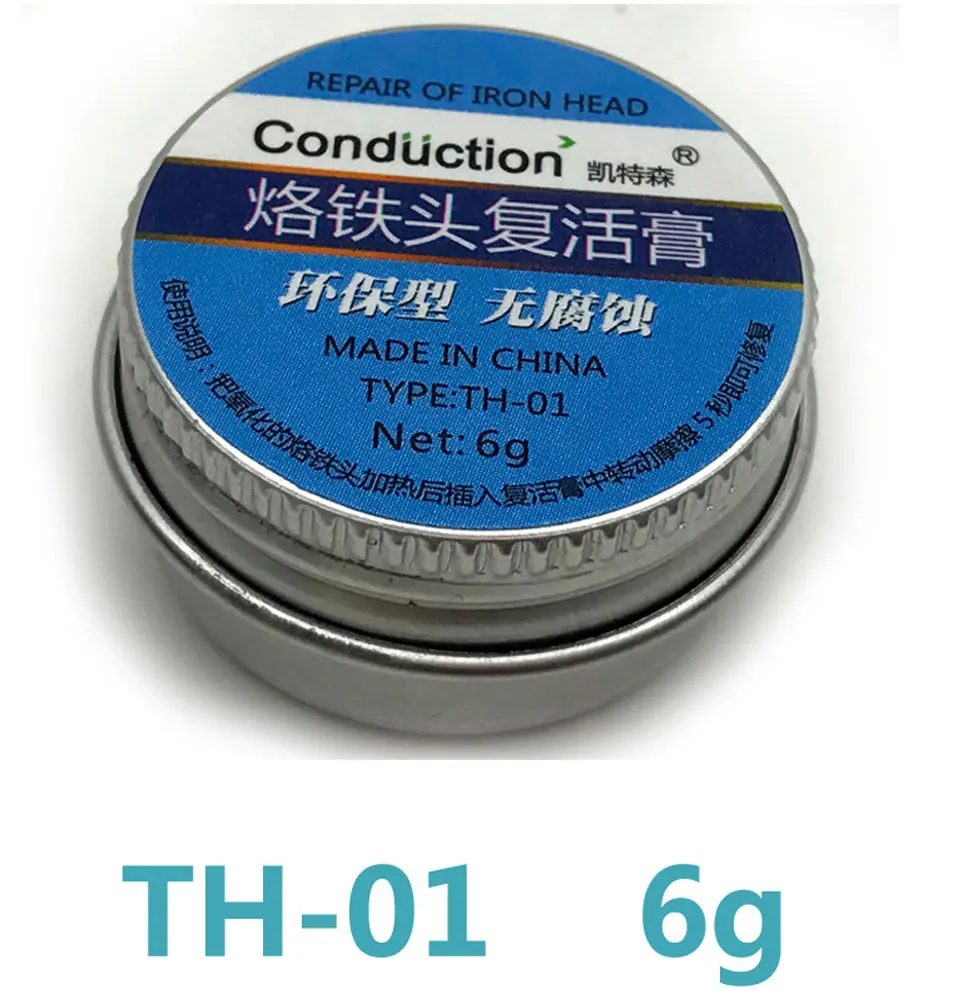 REPAIR OF IRON HEAD
Condüction ® 凯特森
烙铁头复活膏
环保型 无腐蚀
MADE IN CHINA
TYPE:TH-01
Net: 6g
使用说明：把氧化的烙铁头加热后插入复活膏中转动摩擦5秒即可修复
TH-01 6g